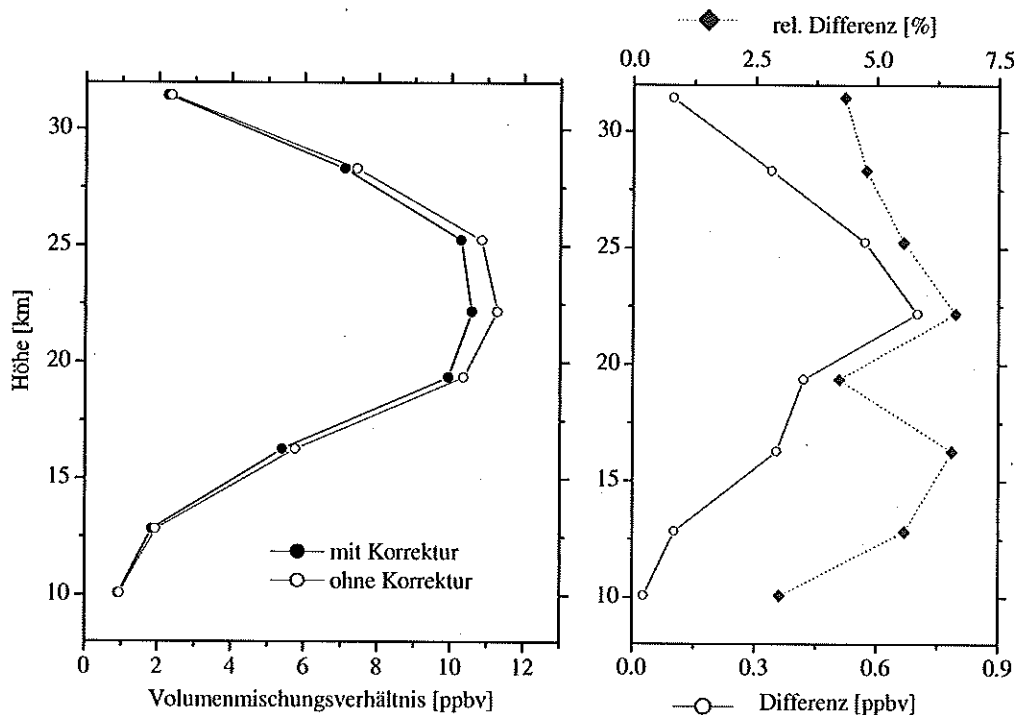 rel. Differenz [%]
0.0 2.5 5.0 7.5
30
25
20
15
10
Höhe [km]
mit Korrektur
ohne Korrektur
0 2 4 6 8 10 12
Volumenmischungsverhältnis [ppbv]
30
25
20
15
10
0.0 0.3 0.6 0.9
Differenz [ppbv]